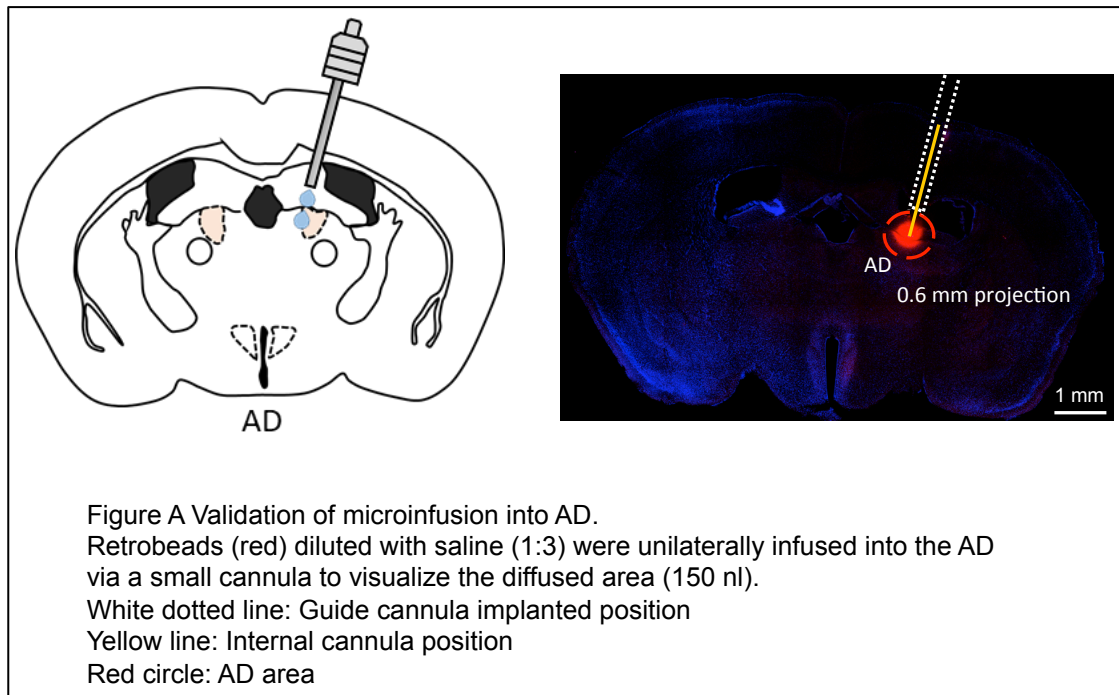 AD
AD
0.6 mm projection
1 mm
Figure A Validation of microinfusion into AD.
Retrobeads (red) diluted with saline (1:3) were unilaterally infused into the AD
via a small cannula to visualize the diffused area (150 nl).
White dotted line: Guide cannula implanted position
Yellow line: Internal cannula position
Red circle: AD area